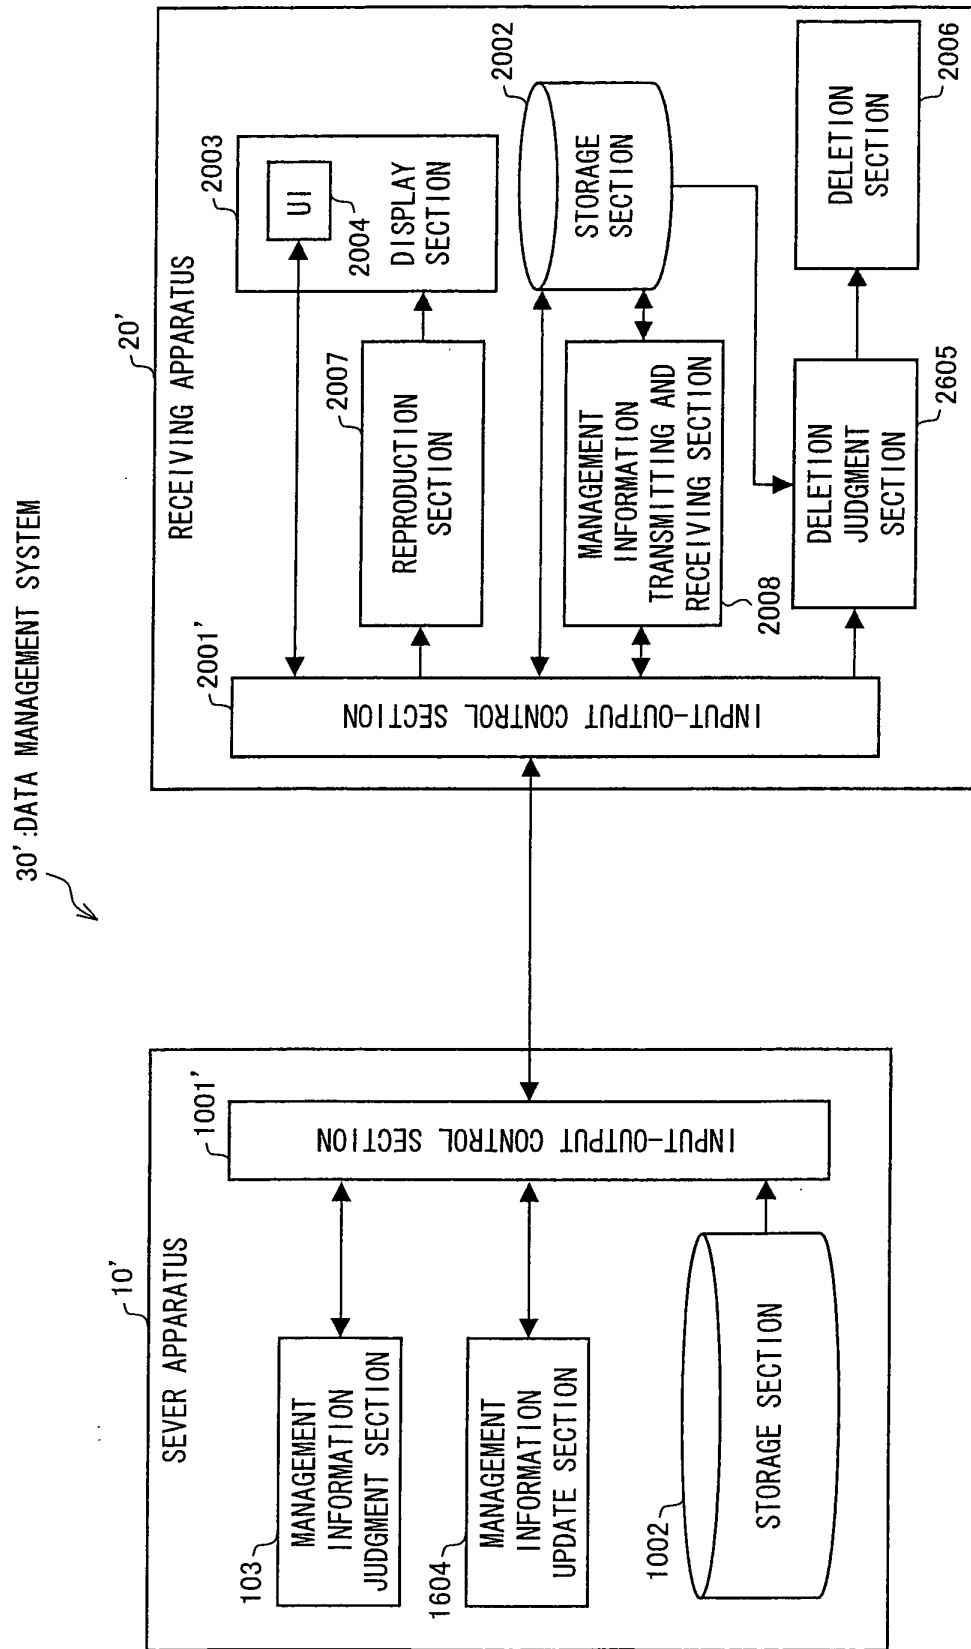 30':DATA MANAGEMENT SYSTEM
10'
SEVER APPARATUS
103
MANAGEMENT
INFORMATION
JUDGMENT SECTION
1604
MANAGEMENT
INFORMATION
UPDATE SECTION
1002
STORAGE SECTION
1001'
INPUT-OUTPUT CONTROL SECTION
20'
RECEIVING APPARATUS
2001'
INPUT-OUTPUT CONTROL SECTION
2003
UI
2004
DISPLAY
SECTION
2007
REPRODUCTION
SECTION
2002
STORAGE
SECTION
MANAGEMENT
INFORMATION
TRANSMITTING AND
RECEIVING SECTION
2008
DELETION
JUDGMENT
SECTION
2605
DELETION
SECTION
2006